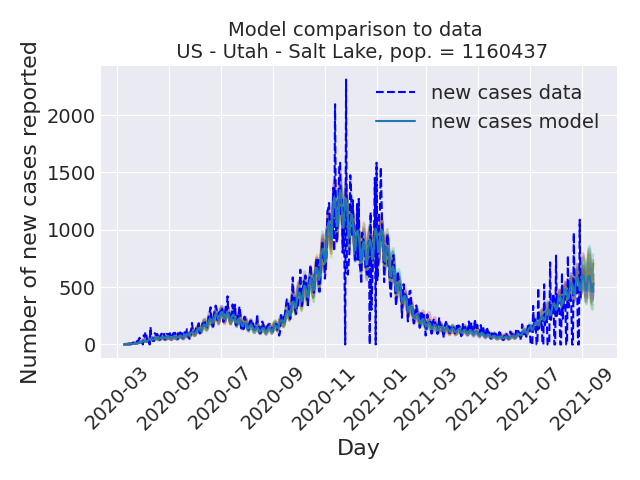 Model comparison to data
US - Utah - Salt Lake, pop. = 1160437
Number of new cases reported
2000
1500
1000
500
0
new cases data
new cases model
2020-03
2020-05
2020-07
2020-09
2020-11
2021-01
2021-03
2021-05
2021-07
2021-09
Day